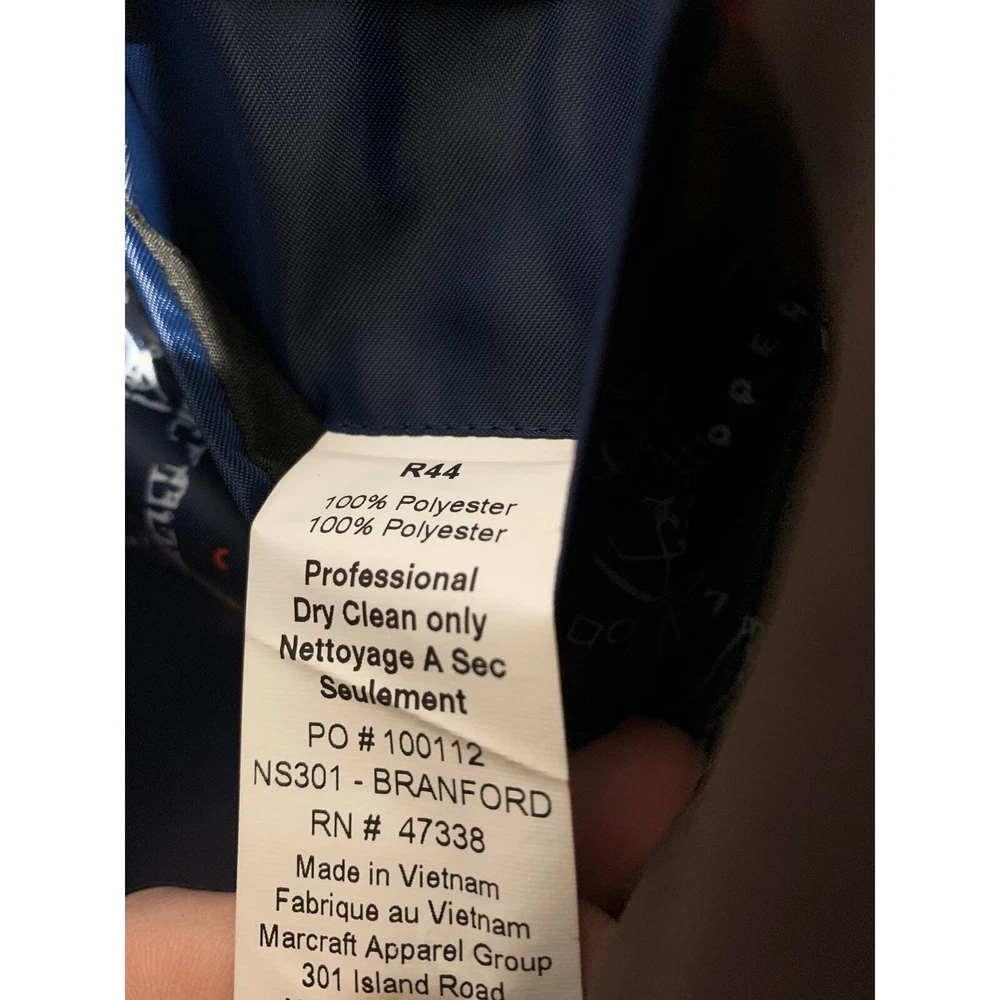 R44
100% Polyester
100% Polyester
Professional
Dry Clean only
Nettoyage A Sec
Seulement
PO # 100112
NS301 - BRANFORD
RN # 47338
Made in Vietnam
Fabrique au Vietnam
Marcraft Apparel Group
301 Island Road